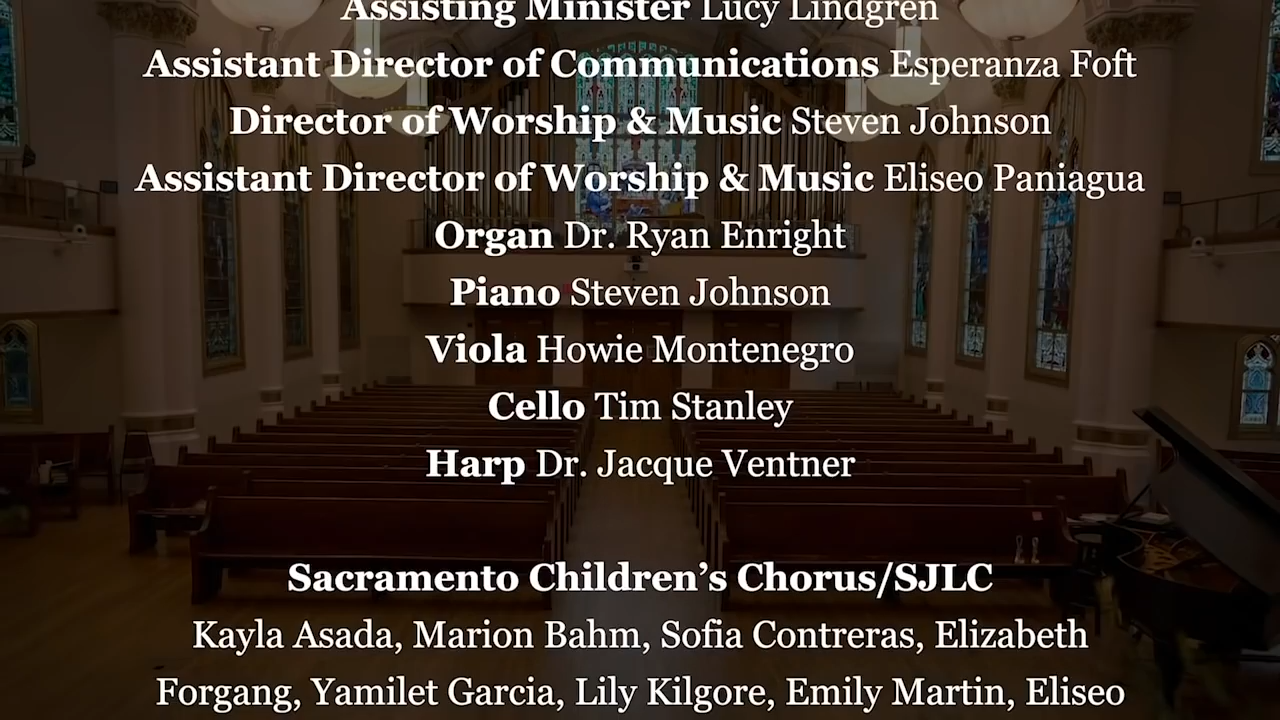 Assisting Minister Lucy Lindgren
Assistant Director of Communications Esperanza Foft
Director of Worship & Music Steven Johnson
Assistant Director of Worship & Music Eliseo Paniagua
Organ Dr. Ryan Enright
Piano Steven Johnson
Viola Howie Montenegro
Cello Tim Stanley
Harp Dr. Jacque Ventner
Sacramento Children’s Chorus/SJLC
Kayla Asada, Marion Bahm, Sofia Contreras, Elizabeth
Forgang, Yamilet Garcia, Lily Kilgore, Emily Martin, Eliseo